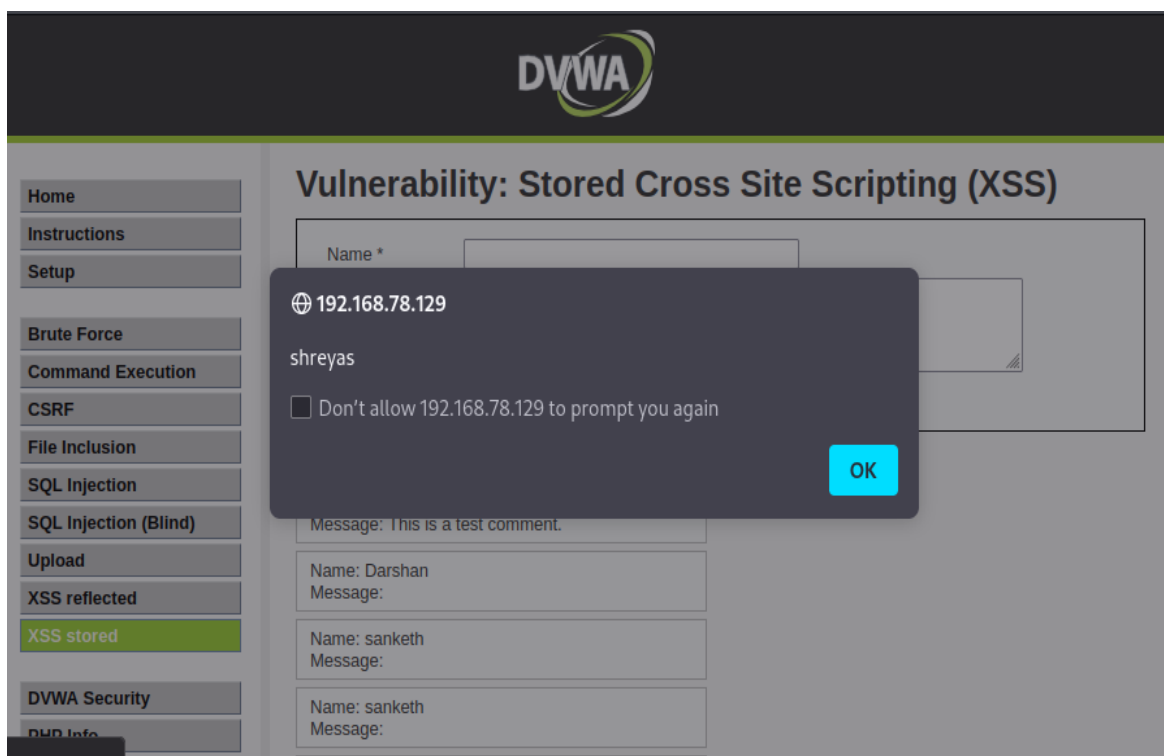 DVWA
Vulnerability: Stored Cross Site Scripting (XSS)
Home
Instructions
Setup
Brute Force
Command Execution
CSRF
File Inclusion
SQL Injection
SQL Injection (Blind)
Upload
XSS reflected
XSS stored
DVWA Security
PHP Info
Name *
192.168.78.129
shreyas
Don't allow 192.168.78.129 to prompt you again
OK
Message: This is a test comment.
Name: Darshan
Message:
Name: sanketh
Message:
Name: sanketh
Message: